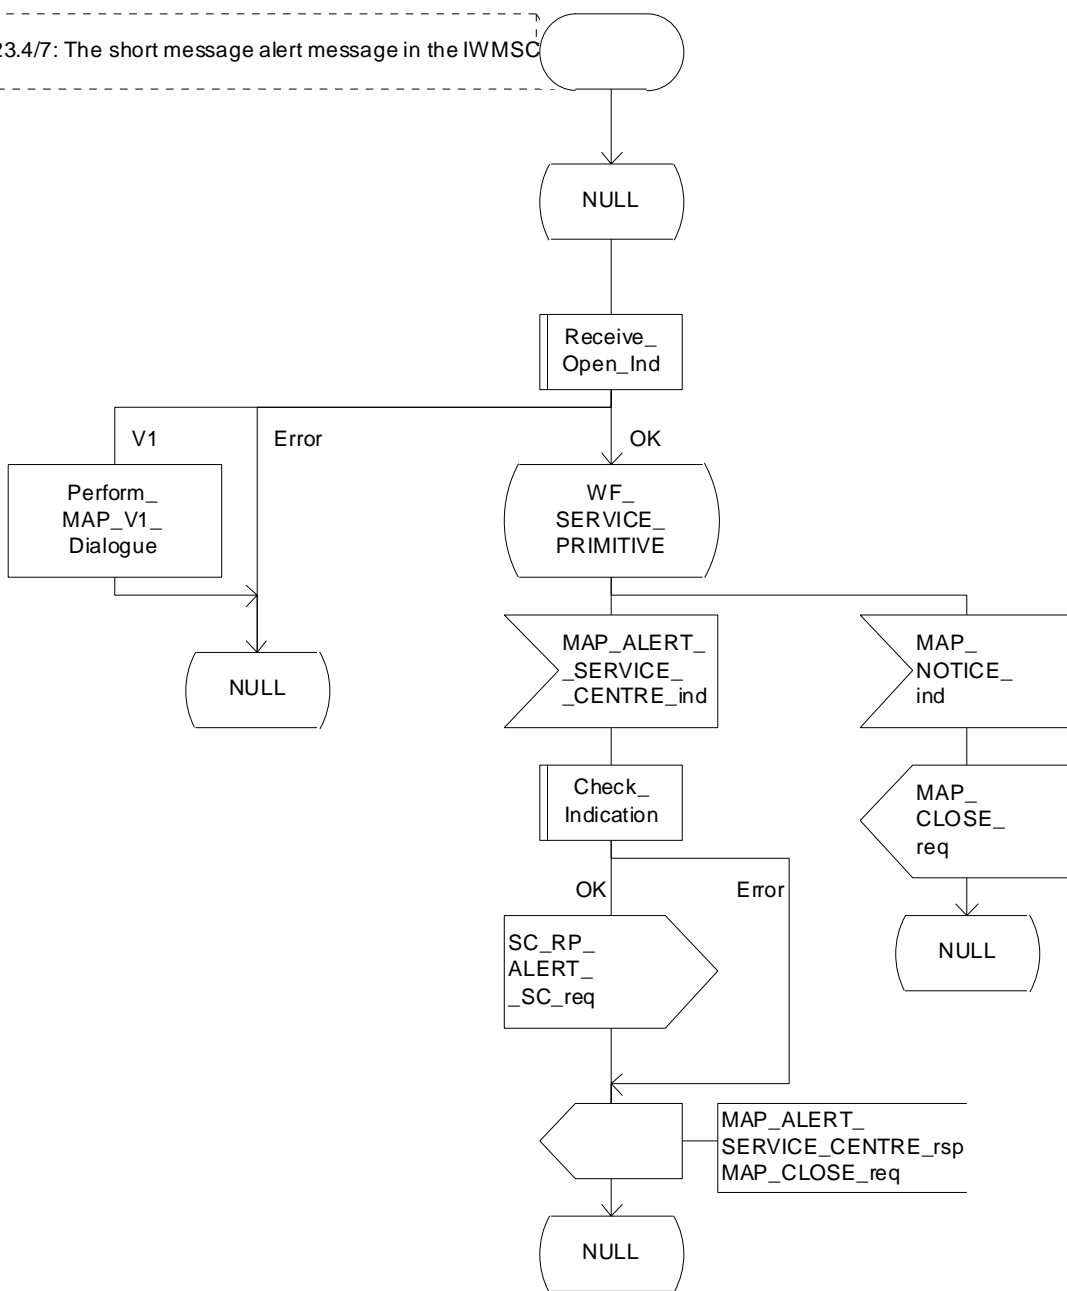 23.4/7: The short message alert message in the IWMSC
NULL
Receive_
Open_Ind
V1
Error
OK
Perform_
MAP_V1_
Dialogue
WF_
SERVICE_
PRIMITIVE
MAP_ALERT_
_SERVICE_
_CENTRE_ind
MAP_
NOTICE_
ind
NULL
Check_
Indication
MAP_
CLOSE_
req
OK
Error
SC_RP_
ALERT_
_SC_req
NULL
MAP_ALERT_
SERVICE_CENTRE_rsp
MAP_CLOSE_req
NULL